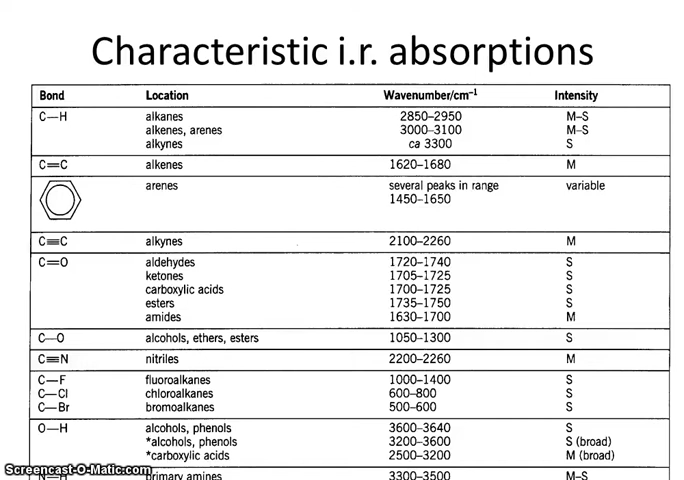 Characteristic i.r. absorptions
Bond Location Wavenumber/cm⁻¹ Intensity
C—H alkanes 2850–2950 M–S
alkenes, arenes 3000–3100 M–S
alkynes ca 3300 S
C=C alkenes 1620–1680 M
arenes several peaks in range variable
1450–1650
C≡C alkynes 2100–2260 M
C=O aldehydes 1720–1740 S
ketones 1705–1725 S
carboxylic acids 1700–1725 S
esters 1735–1750 S
amides 1630–1700 M
C—O alcohols, ethers, esters 1050–1300 S
C≡N nitriles 2200–2260 M
C—F fluoroalkanes 1000–1400 S
C—Cl chloroalkanes 600–800 S
C—Br bromoalkanes 500–600 S
O—H alcohols, phenols 3600–3640 S
*alcohols, phenols 3200–3600 S (broad)
*carboxylic acids 2500–3200 M (broad)
Screencast-O-Matic.com
N—H primary amines 3300–3500 M–S